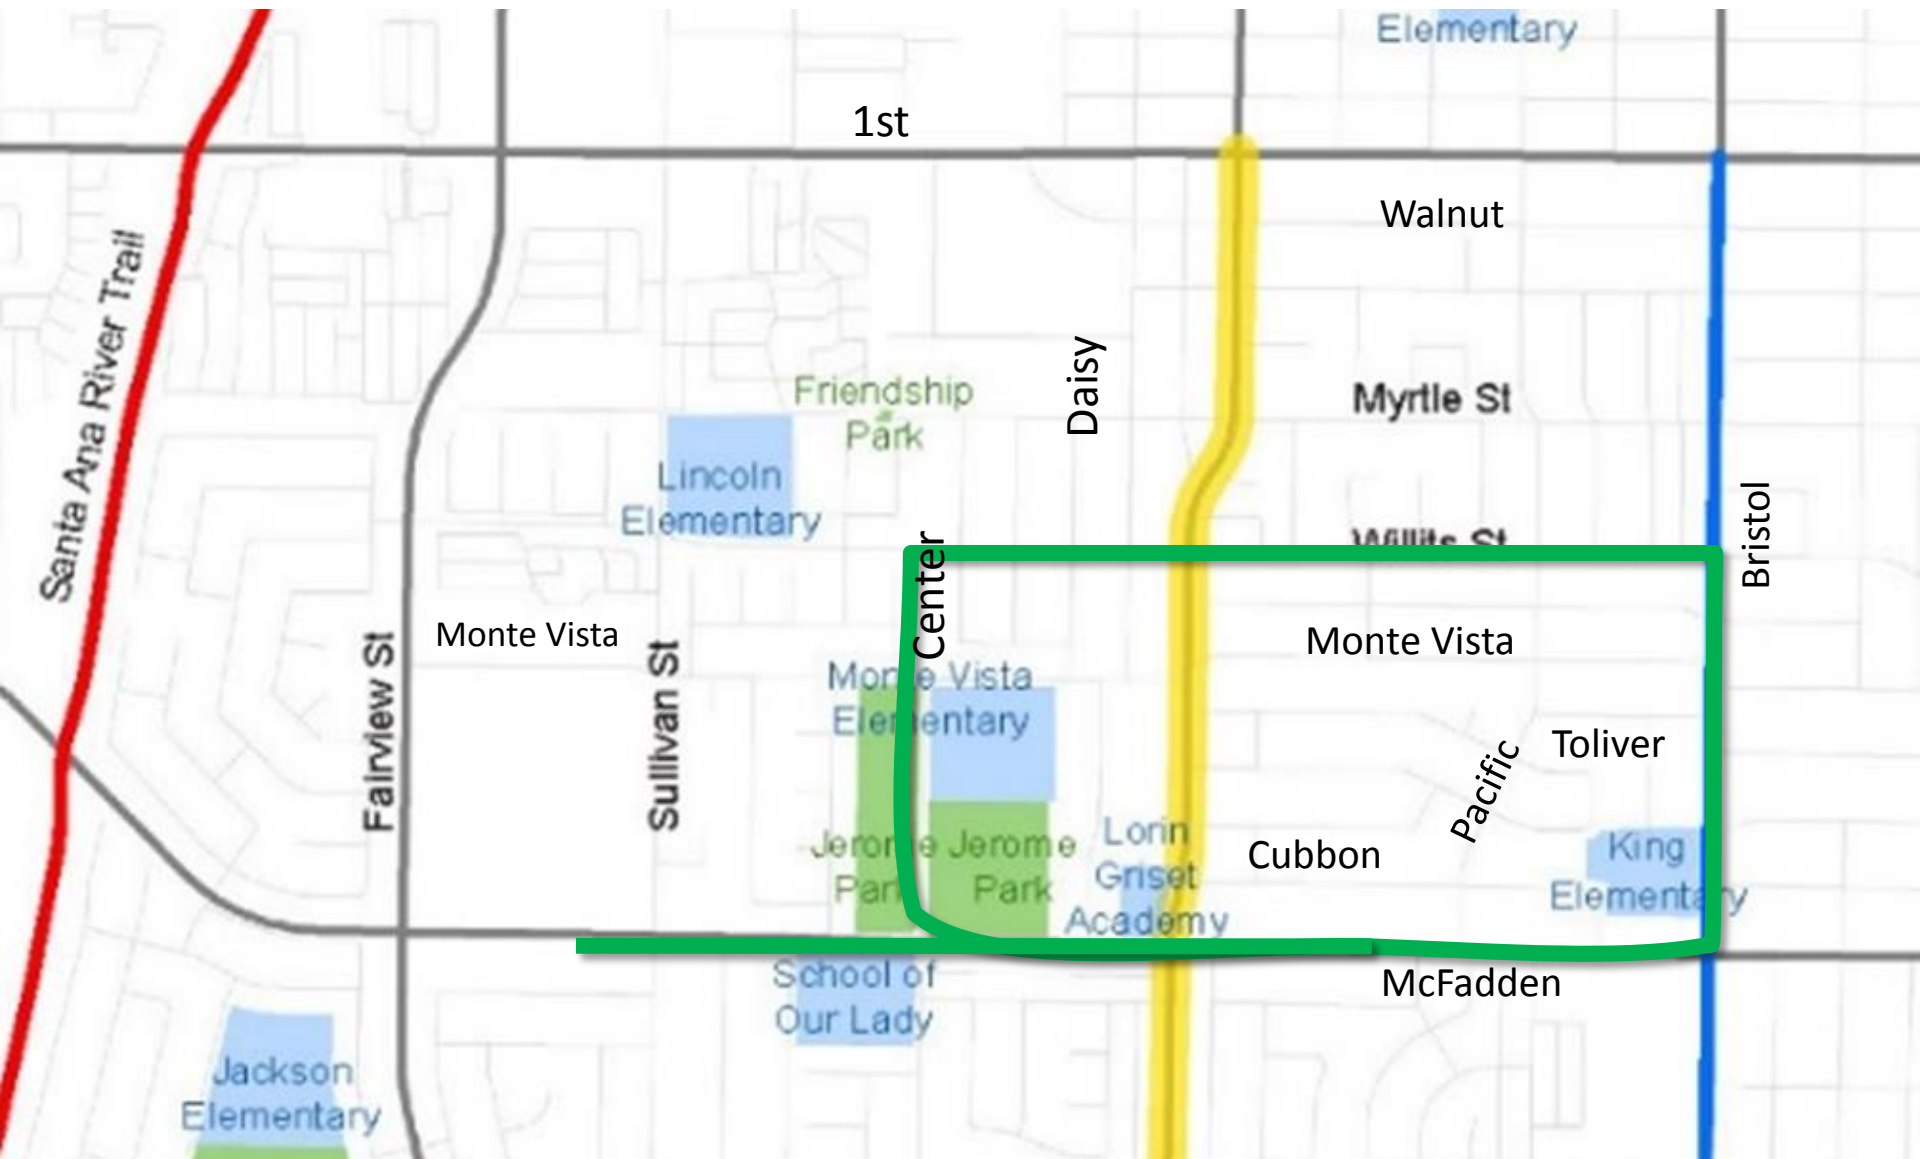 Elementary
1st
Walnut
Santa Ana River Trail
Daisy
Friendship
Park
Myrtle St
Lincoln
Elementary
Bristol
Willits St
Center
Monte Vista
Fairview St
Sullivan St
Monte Vista
Monte Vista
Elementary
Toliver
Pacific
Jerome
Park
Jerome
Park
Lorin
Griset
Academy
Cubbon
King
Elementary
School of
Our Lady
McFadden
Jackson
Elementary